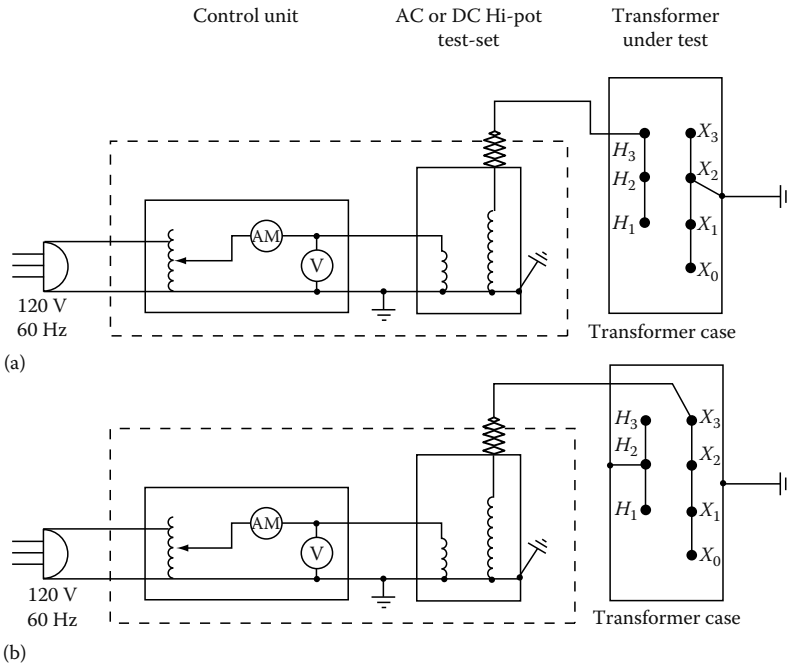 Control unit
AC or DC Hi-pot
test-set
Transformer
under test
H3
H2
H1
X3
X2
X1
X0
AM
V
120 V
60 Hz
Transformer case
(a)
H3
H2
H1
X3
X2
X1
X0
AM
V
120 V
60 Hz
Transformer case
(b)